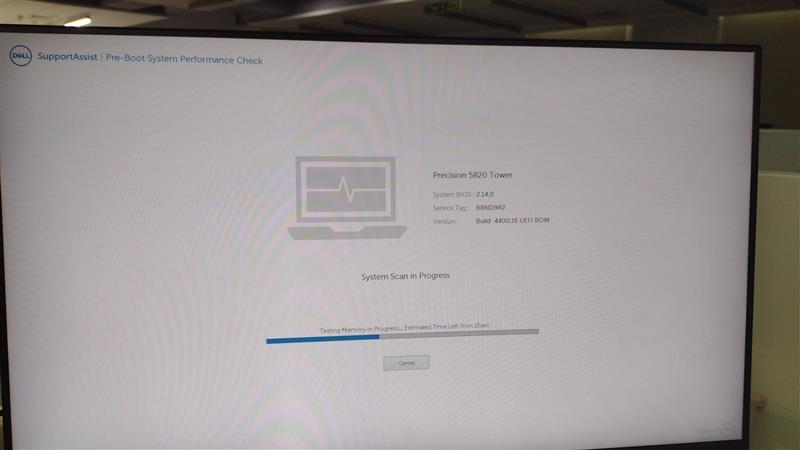 DELL SupportAssist | Pre-Boot System Performance Check
Precision 5820 Tower
System BIOS : 2.14.0
Service Tag : BRND9R2
Version : Build 4400.16 UEFI ROM
System Scan in Progress
Testing Memory in Progress... Estimated Time Left 7min 15sec
Cancel